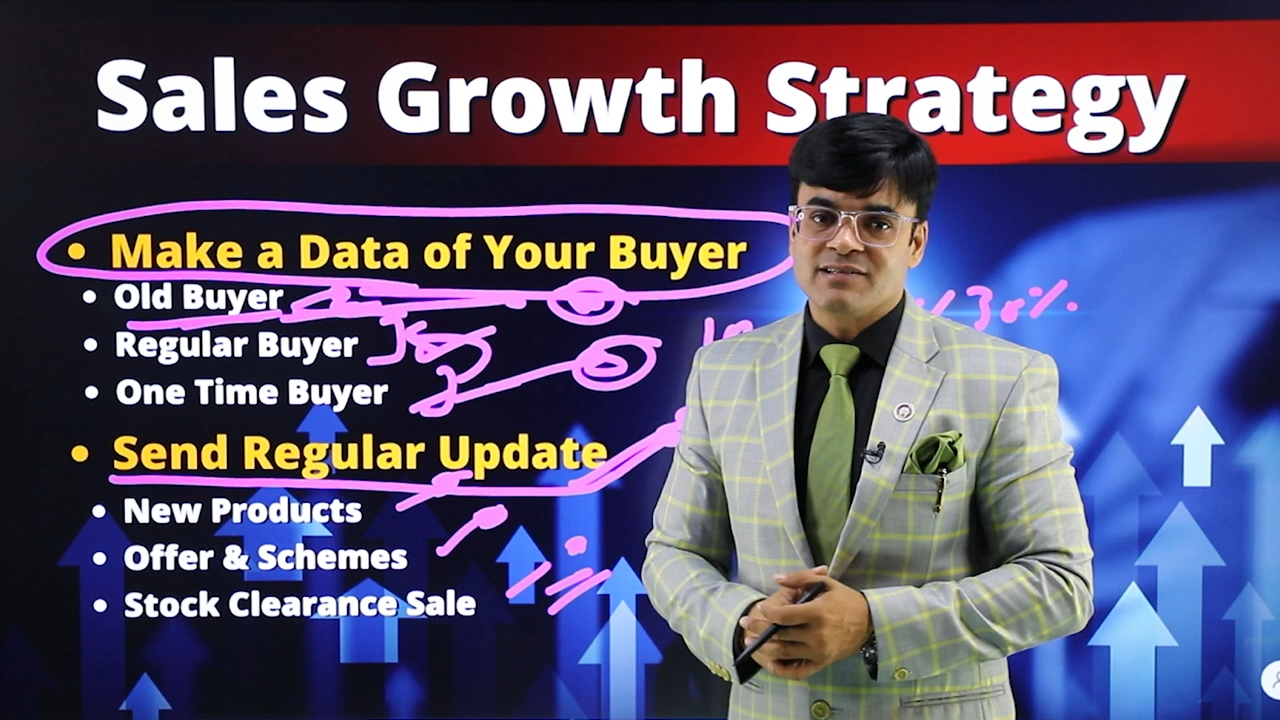 Sales Growth Strategy
• Make a Data of Your Buyer
• Old Buyer
• Regular Buyer
• One Time Buyer
30%
• Send Regular Update
• New Products
• Offer & Schemes
• Stock Clearance Sale